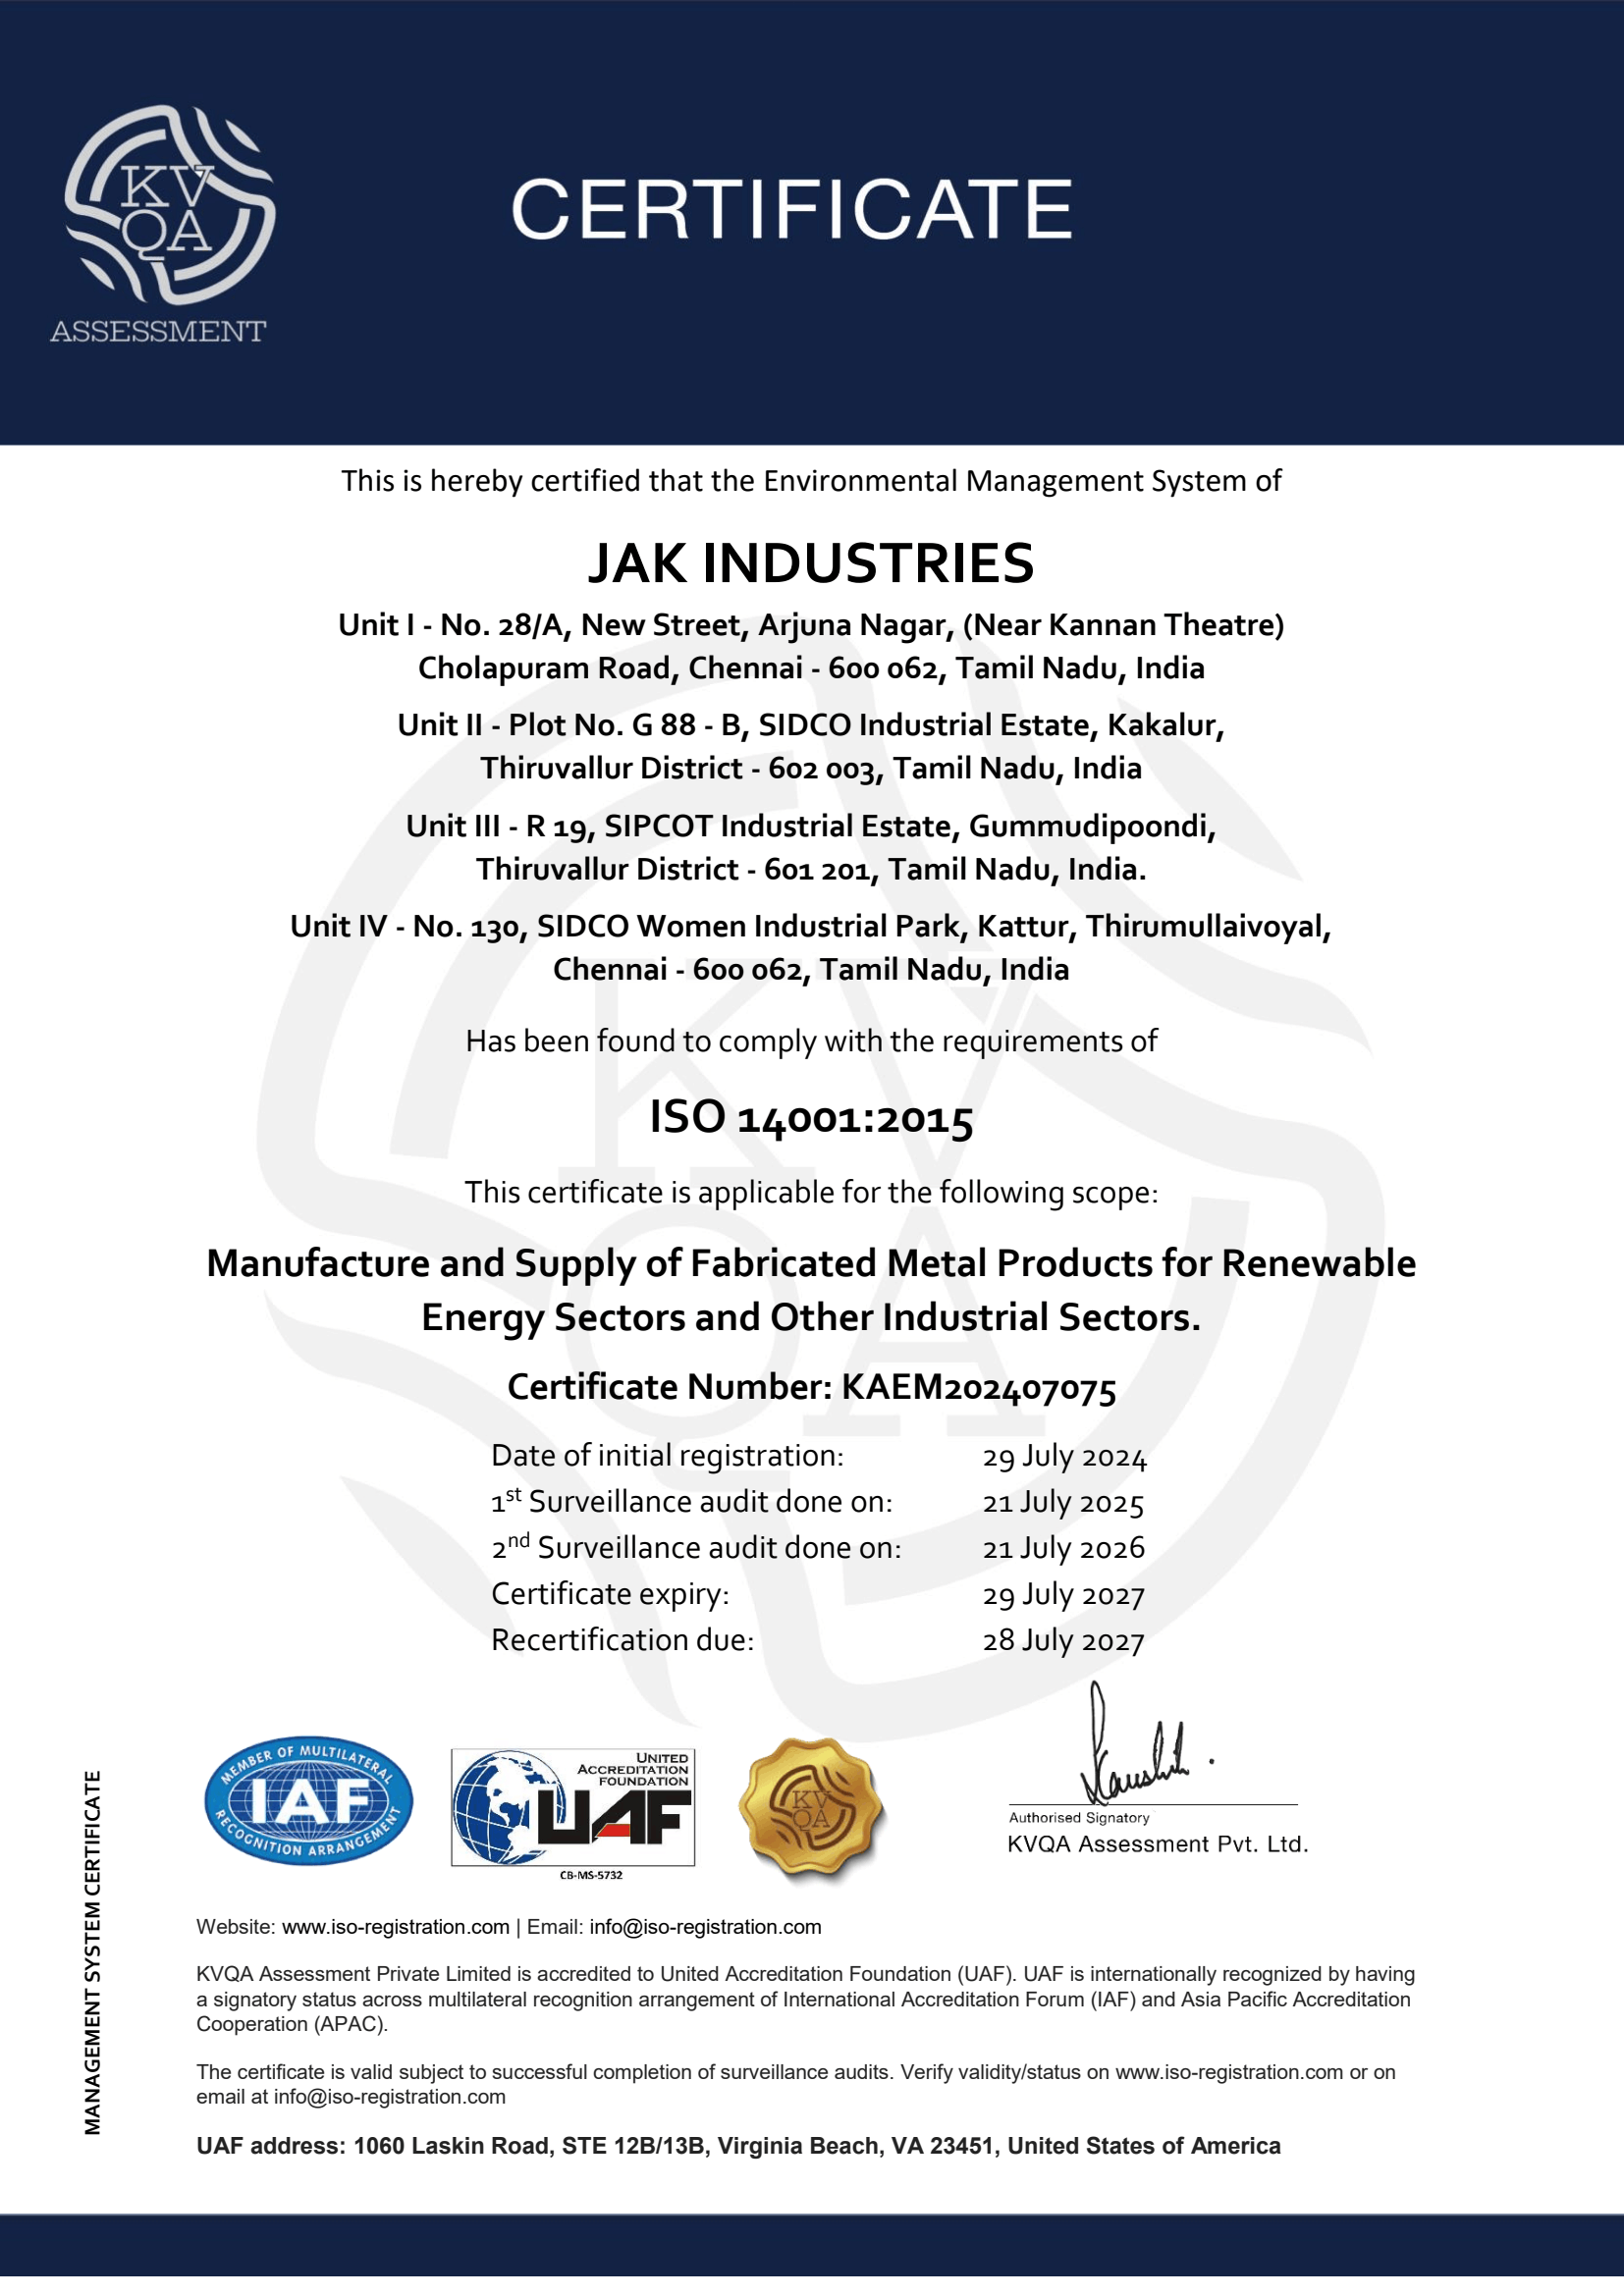 KV
QA
ASSESSMENT
CERTIFICATE
This is hereby certified that the Environmental Management System of
JAK INDUSTRIES
Unit I - No. 28/A, New Street, Arjuna Nagar, (Near Kannan Theatre)
Cholapuram Road, Chennai - 600 062, Tamil Nadu, India
Unit II - Plot No. G 88 - B, SIDCO Industrial Estate, Kakalur,
Thiruvallur District - 602 003, Tamil Nadu, India
Unit III - R 19, SIPCOT Industrial Estate, Gummudipoondi,
Thiruvallur District - 601 201, Tamil Nadu, India.
Unit IV - No. 130, SIDCO Women Industrial Park, Kattur, Thirumullaivoyal,
Chennai - 600 062, Tamil Nadu, India
Has been found to comply with the requirements of
ISO 14001:2015
This certificate is applicable for the following scope:
Manufacture and Supply of Fabricated Metal Products for Renewable
Energy Sectors and Other Industrial Sectors.
Certificate Number: KAEM202407075
Date of initial registration: 29 July 2024
1st Surveillance audit done on: 21 July 2025
2nd Surveillance audit done on: 21 July 2026
Certificate expiry: 29 July 2027
Recertification due: 28 July 2027
MEMBER OF MULTILATERAL
IAF
RECOGNITION ARRANGEMENT
UNITED
ACCREDITATION
FOUNDATION
UAF
CB-MS-5732
KV
QA
Kaushik
Authorised Signatory
KVQA Assessment Pvt. Ltd.
MANAGEMENT SYSTEM CERTIFICATE
Website: www.iso-registration.com | Email: info@iso-registration.com
KVQA Assessment Private Limited is accredited to United Accreditation Foundation (UAF). UAF is internationally recognized by having
a signatory status across multilateral recognition arrangement of International Accreditation Forum (IAF) and Asia Pacific Accreditation
Cooperation (APAC).
The certificate is valid subject to successful completion of surveillance audits. Verify validity/status on www.iso-registration.com or on
email at info@iso-registration.com
UAF address: 1060 Laskin Road, STE 12B/13B, Virginia Beach, VA 23451, United States of America